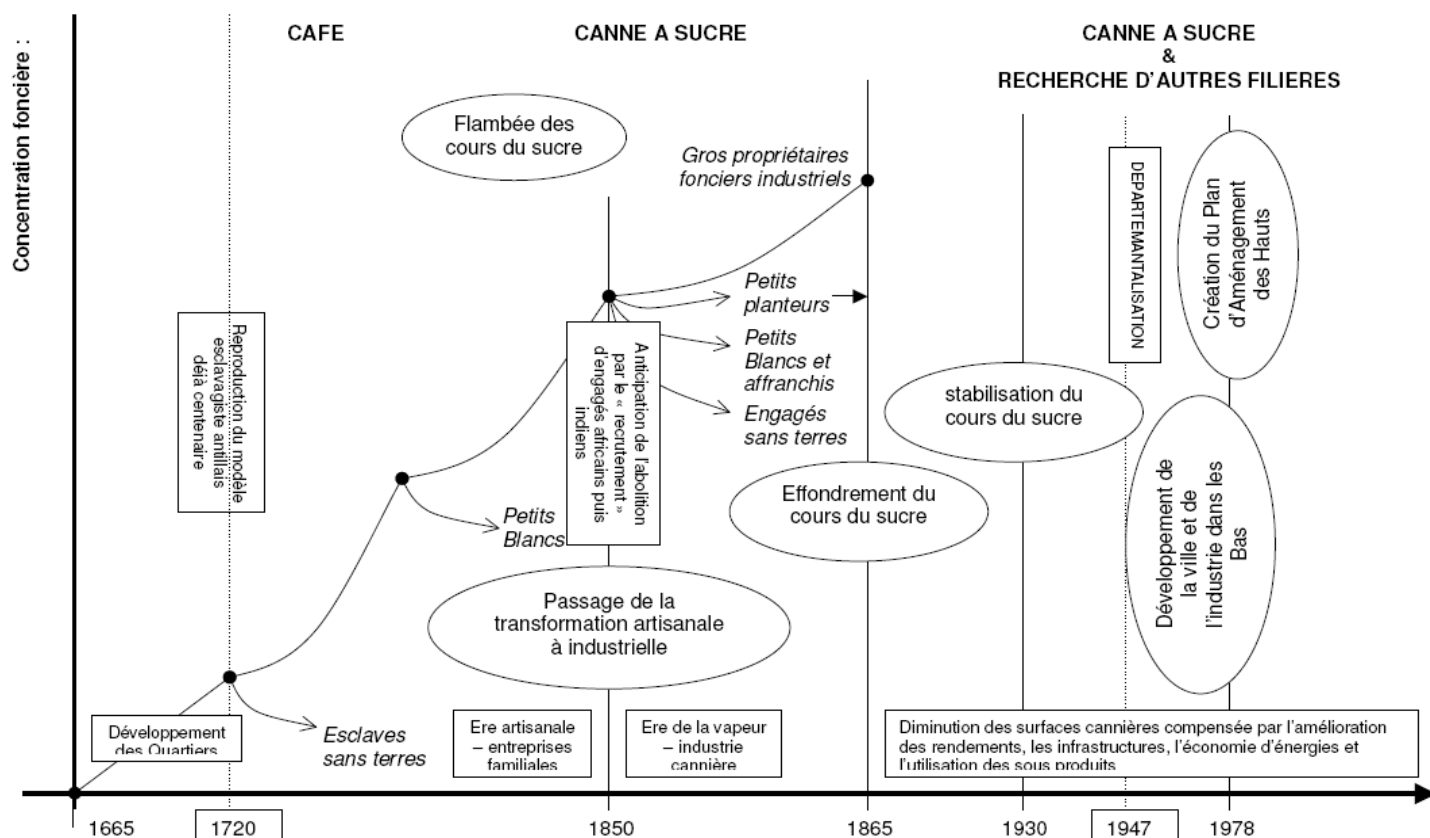 Concentration foncière :
CAFE
CANNE A SUCRE
CANNE A SUCRE
&
RECHERCHE D'AUTRES FILIERES
Flambée des
cours du sucre
Gros propriétaires
fonciers industriels
DEPARTEMANTALISATION
Création du Plan
d'Aménagement
des Hauts
Reproduction du modèle
esclavagiste antillais
déjà centenaire
Petits
planteurs
Anticipation de l'abolition
par le « recrutement »
d'engagés africains puis
indiens
Petits
Blancs et
affranchis
Engagés
sans terres
stabilisation du
cours du sucre
Petits
Blancs
Effondrement du
cours du sucre
Développement de
la ville et de
l'industrie dans les
Bas
Passage de la
transformation artisanale
à industrielle
Développement
des Quartiers
Esclaves
sans terres
Ere artisanale
– entreprises
familiales
Ere de la vapeur
– industrie
cannière
Diminution des surfaces cannières compensée par l'amélioration
des rendements, les infrastructures, l'économie d'énergies et
l'utilisation des sous produits
1665
1720
1850
1865
1930
1947
1978